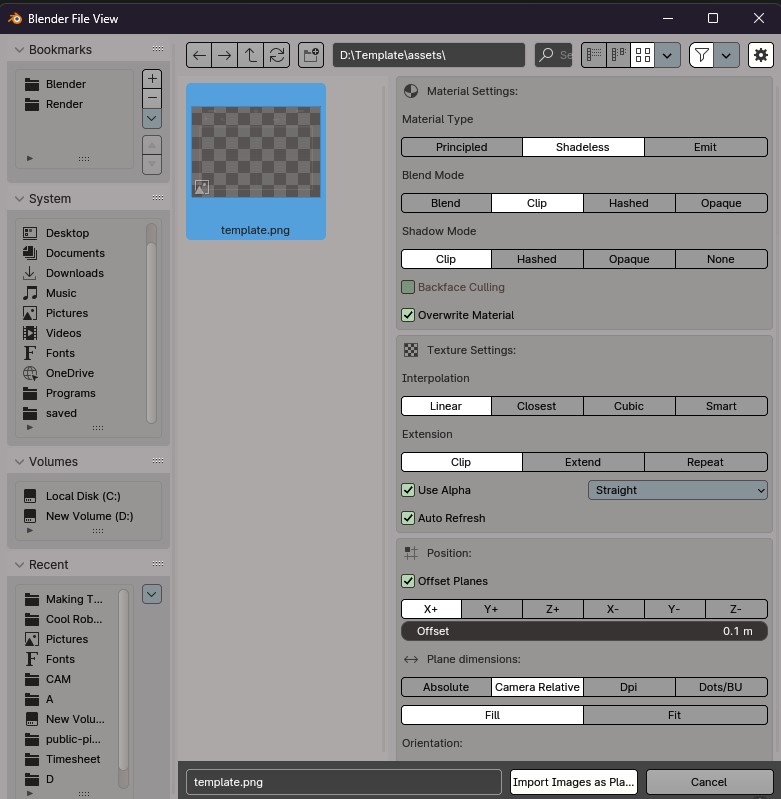 Blender File View
Bookmarks
Blender
Render
System
Desktop
Documents
Downloads
Music
Pictures
Videos
Fonts
OneDrive
Programs
saved
Volumes
Local Disk (C:)
New Volume (D:)
Recent
Making T...
Cool Rob...
Pictures
Fonts
CAM
A
New Volu...
public-pi...
Timesheet
D
D:\Template\assets\
Se
template.png
Material Settings:
Material Type
Principled Shadeless Emit
Blend Mode
Blend Clip Hashed Opaque
Shadow Mode
Clip Hashed Opaque None
Backface Culling
Overwrite Material
Texture Settings:
Interpolation
Linear Closest Cubic Smart
Extension
Clip Extend Repeat
Use Alpha Straight
Auto Refresh
Position:
Offset Planes
X+ Y+ Z+ X- Y- Z-
Offset 0.1 m
Plane dimensions:
Absolute Camera Relative Dpi Dots/BU
Fill Fit
Orientation:
template.png Import Images as Pla... Cancel